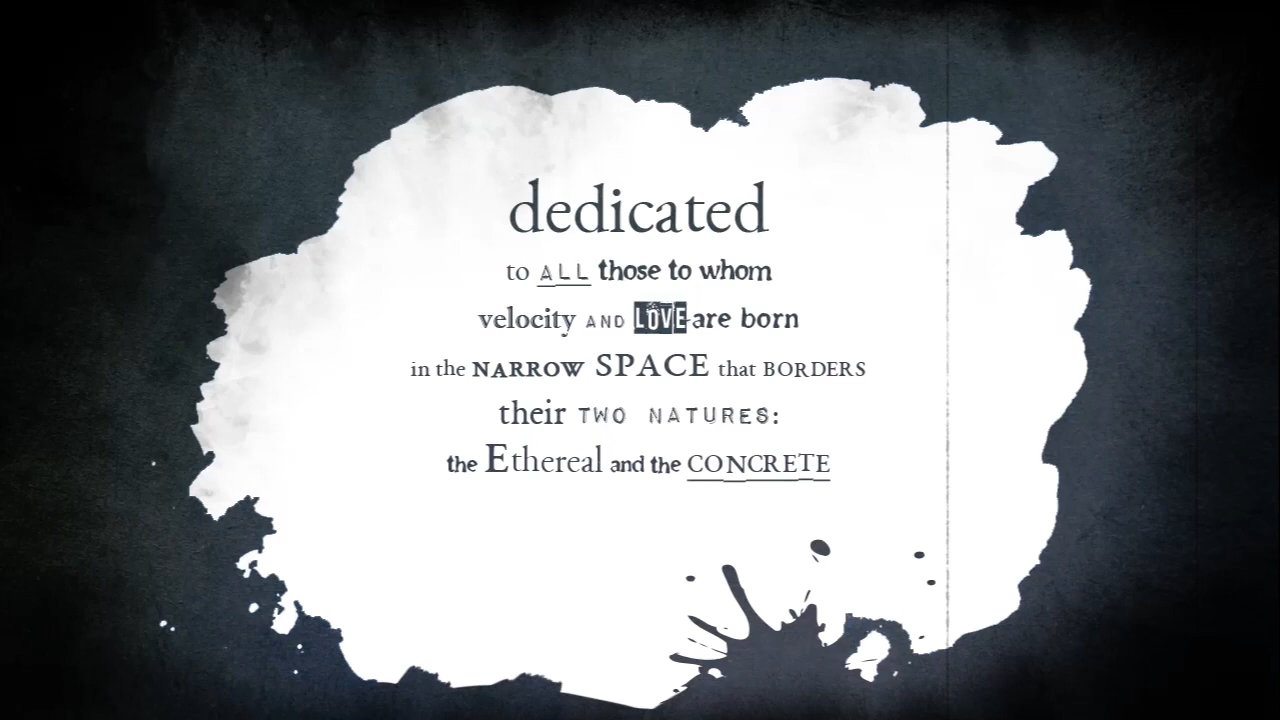 dedicated
to ALL those to whom
velocity AND LOVE are born
in the NARROW SPACE that BORDERS
their TWO NATURES:
the Ethereal and the CONCRETE